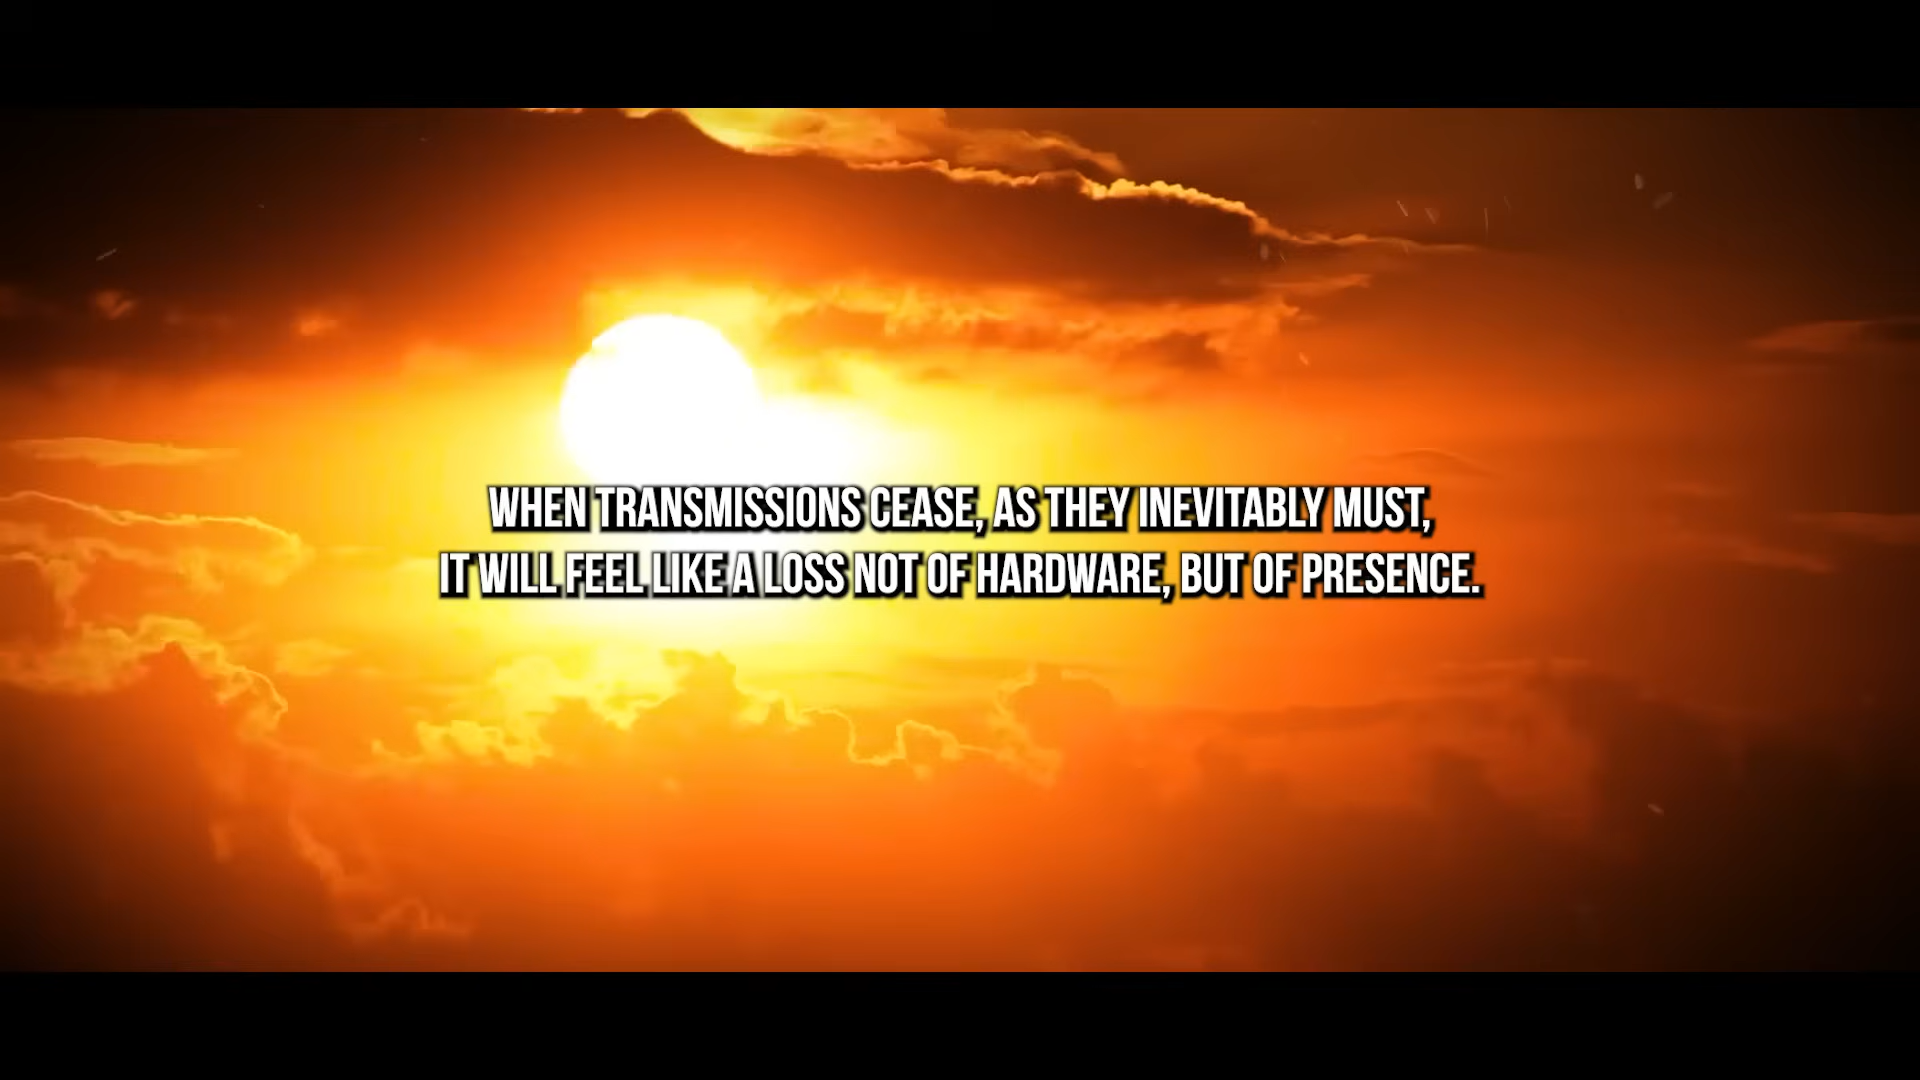 WHEN TRANSMISSIONS CEASE, AS THEY INEVITABLY MUST,
IT WILL FEEL LIKE A LOSS NOT OF HARDWARE, BUT OF PRESENCE.